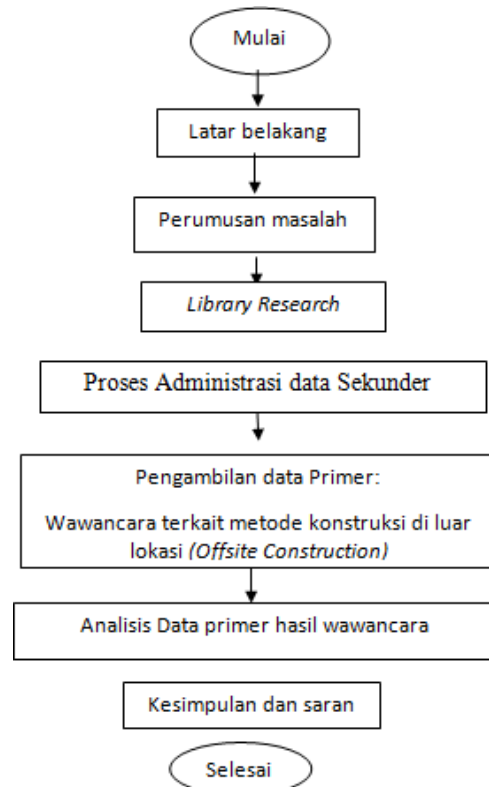 Mulai
Latar belakang
Perumusan masalah
Library Research
Proses Administrasi data Sekunder
Pengambilan data Primer:
Wawancara terkait metode konstruksi di luar
lokasi (Offsite Construction)
Analisis Data primer hasil wawancara
Kesimpulan dan saran
Selesai